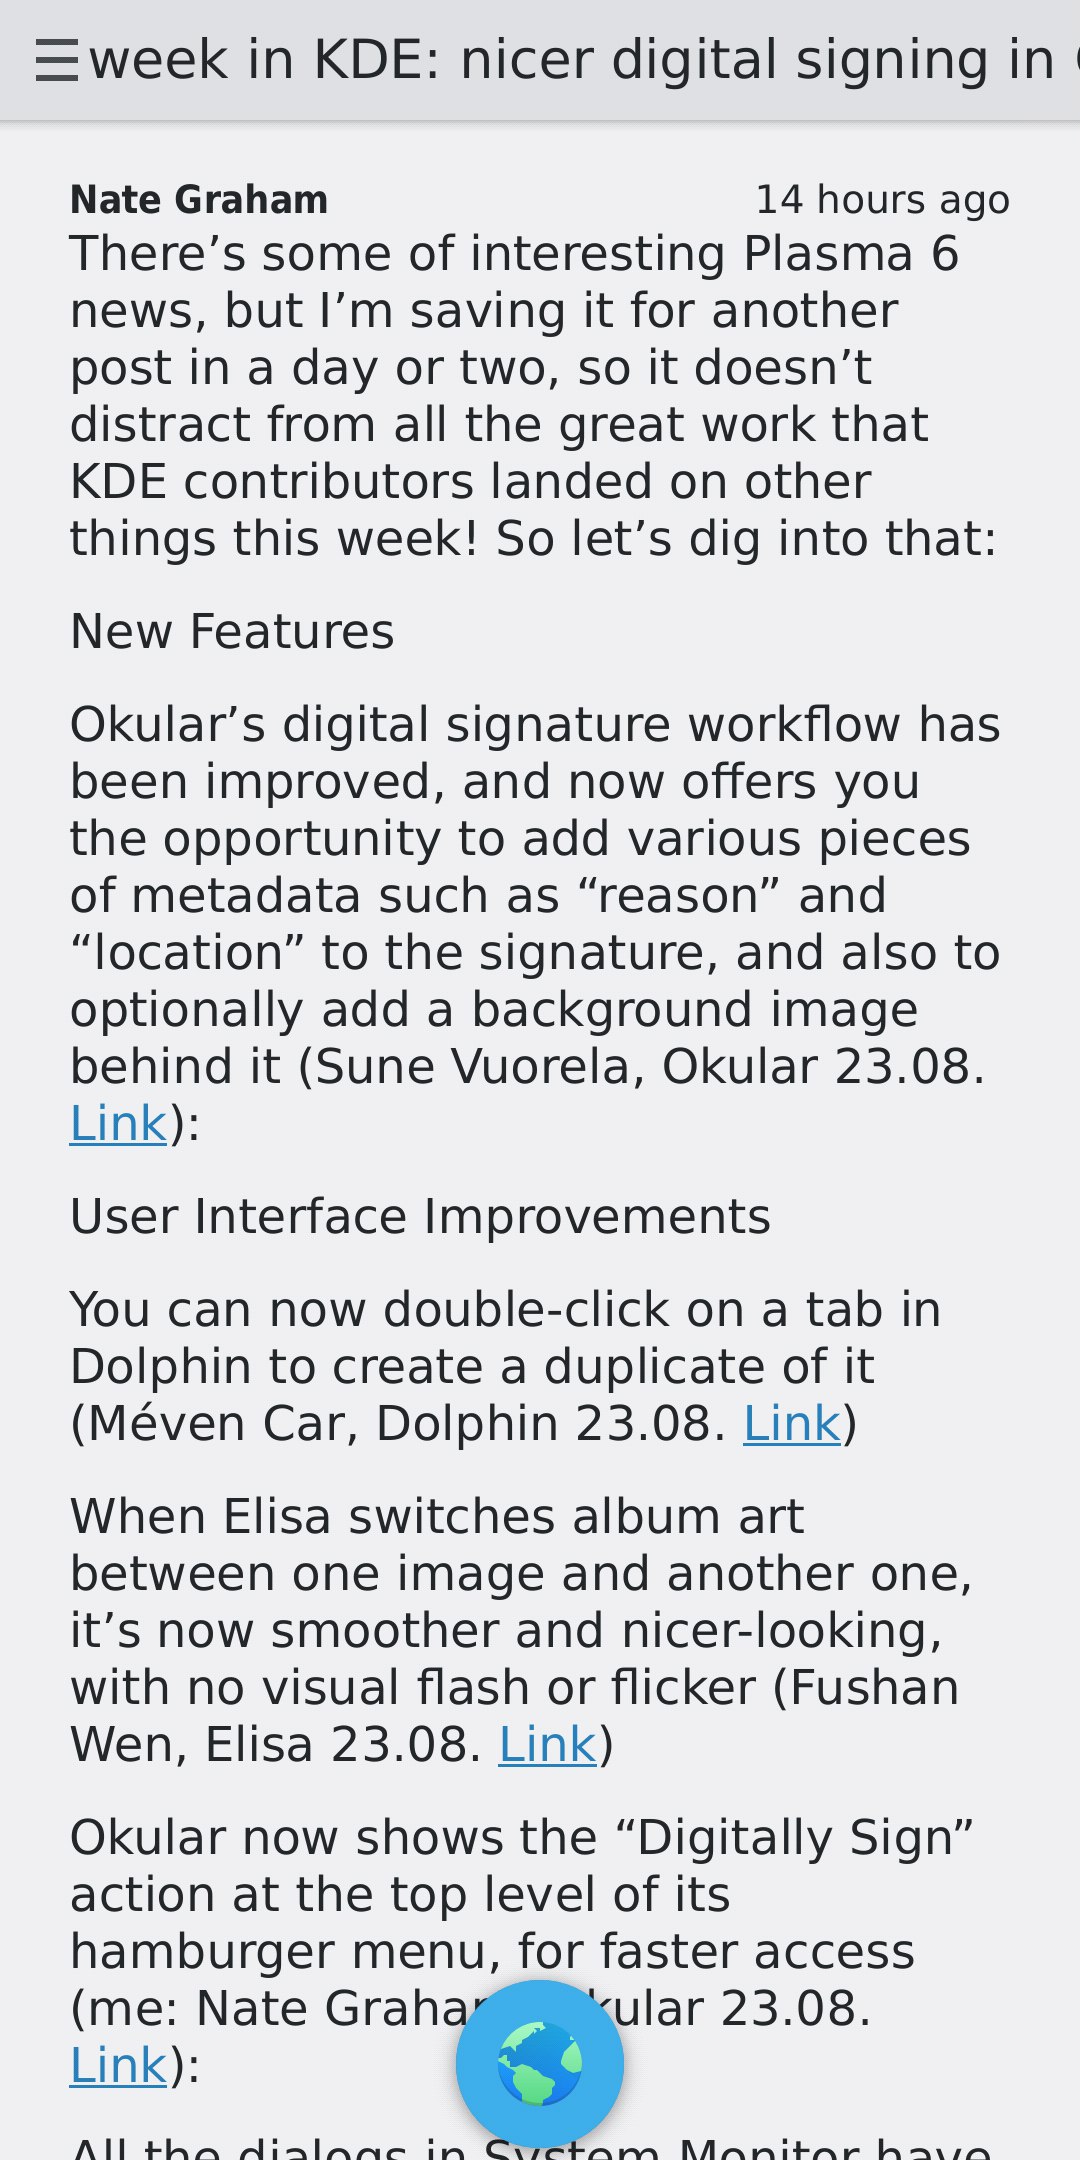 week in KDE: nicer digital signing in
Nate Graham 14 hours ago
There’s some of interesting Plasma 6
news, but I’m saving it for another
post in a day or two, so it doesn’t
distract from all the great work that
KDE contributors landed on other
things this week! So let’s dig into that:
New Features
Okular’s digital signature workflow has
been improved, and now offers you
the opportunity to add various pieces
of metadata such as “reason” and
“location” to the signature, and also to
optionally add a background image
behind it (Sune Vuorela, Okular 23.08.
Link):
User Interface Improvements
You can now double-click on a tab in
Dolphin to create a duplicate of it
(Méven Car, Dolphin 23.08. Link)
When Elisa switches album art
between one image and another one,
it’s now smoother and nicer-looking,
with no visual flash or flicker (Fushan
Wen, Elisa 23.08. Link)
Okular now shows the “Digitally Sign”
action at the top level of its
hamburger menu, for faster access
(me: Nate 23.08.
Link):
All the dialogs in System Monitor have